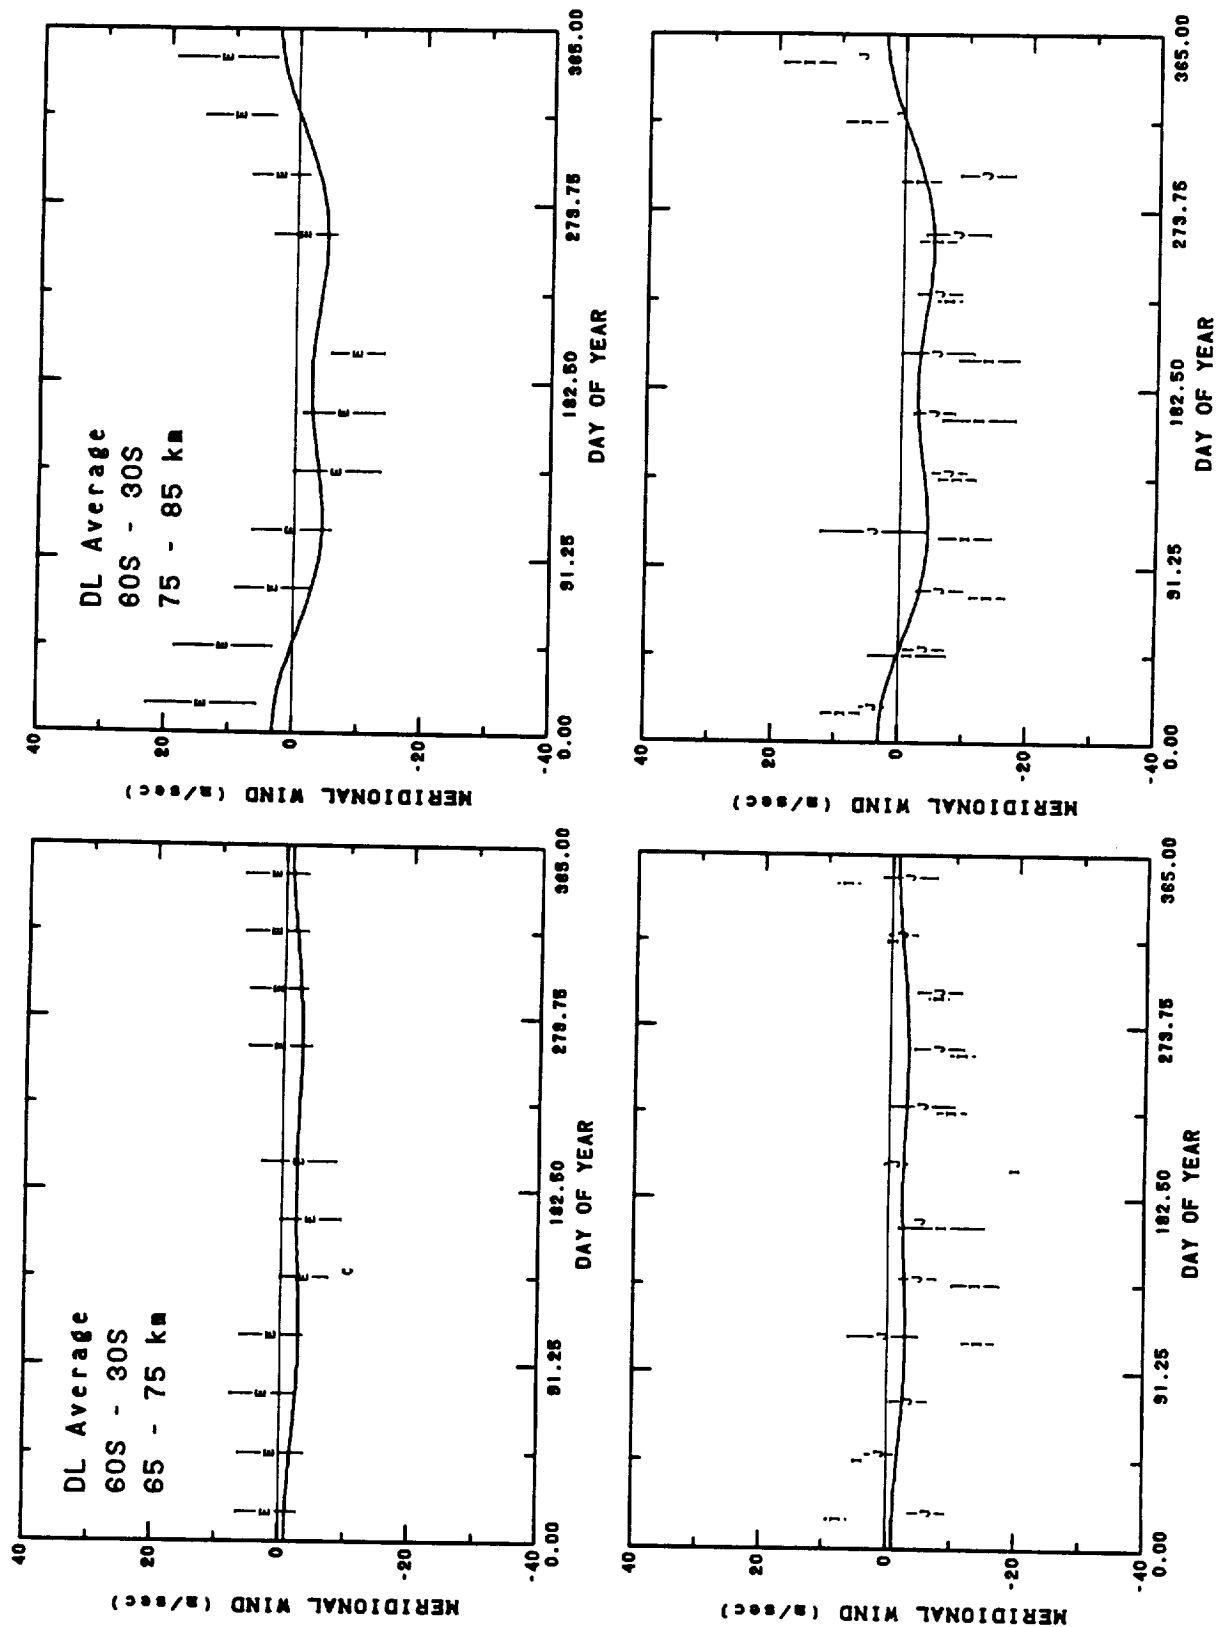 DL Average
60S - 30S
65 - 75 km
MERIDIONAL WIND (m/sec)
40
20
0
-20
-40
0.00
91.25
182.50
273.75
365.00
DAY OF YEAR
E
E
E
E
E
C
E
E
E
E
E
E
DL Average
60S - 30S
75 - 85 km
MERIDIONAL WIND (m/sec)
40
20
0
-20
-40
0.00
91.25
182.50
273.75
365.00
DAY OF YEAR
E
E
E
E
E
E
E
E
E
E
E
MERIDIONAL WIND (m/sec)
40
20
0
-20
-40
0.00
91.25
182.50
273.75
365.00
DAY OF YEAR
J
J
J
J
J
J
J
J
J
J
J
MERIDIONAL WIND (m/sec)
40
20
0
-20
-40
0.00
91.25
182.50
273.75
365.00
DAY OF YEAR
J
J
J
J
J
J
J
J
J
J
J